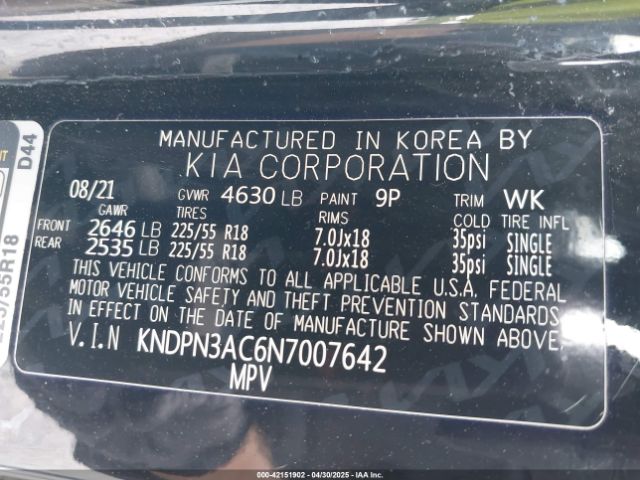 MANUFACTURED IN KOREA BY
KIA CORPORATION
08/21 GVWR 4630 LB PAINT 9P TRIM WK
GAWR TIRES RIMS COLD TIRE INFL
FRONT 2646 LB 225/55 R18 7.0Jx18 35psi SINGLE
REAR 2535 LB 225/55 R18 7.0Jx18 35psi SINGLE
THIS VEHICLE CONFORMS TO ALL APPLICABLE U.S.A. FEDERAL
MOTOR VEHICLE SAFETY AND THEFT PREVENTION STANDARDS
IN EFFECT ON THE DATE OF MANUFACTURE SHOWN ABOVE.
V.I.N KNDPN3AC6N7007642
MPV
D44
225/55R18
000-42151902 - 04/30/2025 - IAAI, Inc.